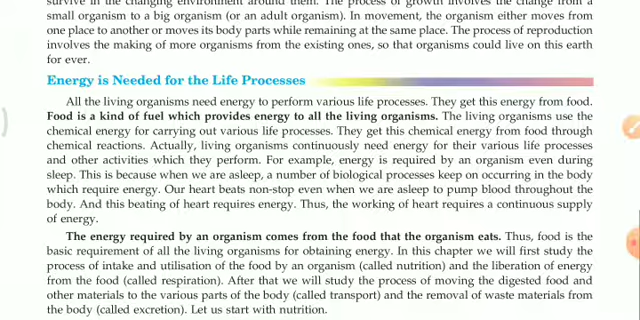 survive in the changing environment around them. The process of growth involves the change from a
small organism to a big organism (or an adult organism). In movement, the organism either moves from
one place to another or moves its body parts while remaining at the same place. The process of reproduction
involves the making of more organisms from the existing ones, so that organisms could live on this earth
for ever.
Energy is Needed for the Life Processes
All the living organisms need energy to perform various life processes. They get this energy from food.
Food is a kind of fuel which provides energy to all the living organisms. The living organisms use the
chemical energy for carrying out various life processes. They get this chemical energy from food through
chemical reactions. Actually, living organisms continuously need energy for their various life processes
and other activities which they perform. For example, energy is required by an organism even during
sleep. This is because when we are asleep, a number of biological processes keep on occurring in the body
which require energy. Our heart beats non-stop even when we are asleep to pump blood throughout the
body. And this beating of heart requires energy. Thus, the working of heart requires a continuous supply
of energy.
The energy required by an organism comes from the food that the organism eats. Thus, food is the
basic requirement of all the living organisms for obtaining energy. In this chapter we will first study the
process of intake and utilisation of the food by an organism (called nutrition) and the liberation of energy
from the food (called respiration). After that we will study the process of moving the digested food and
other materials to the various parts of the body (called transport) and the removal of waste materials from
the body (called excretion). Let us start with nutrition.